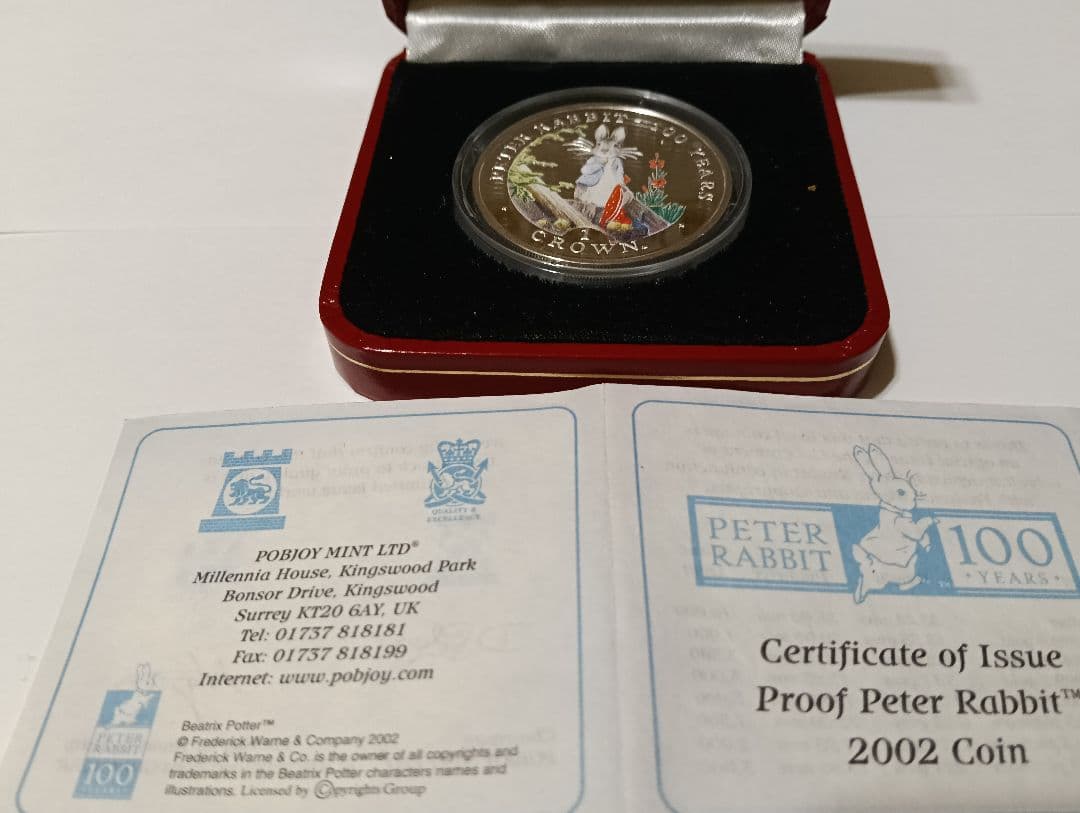 PETER RABBIT - 100 YEARS
1
CROWN
QUALITY &
EXCELLENCE
POBJOY MINT LTD®
Millennia House, Kingswood Park
Bonsor Drive, Kingswood
Surrey KT20 6AY, UK
Tel: 01737 818181
Fax: 01737 818199
Internet: www.pobjoy.com
PETER
RABBIT
100
YEARS
Beatrix Potter™
© Frederick Warne & Company 2002
Frederick Warne & Co. is the owner of all copyrights and
trademarks in the Beatrix Potter characters names and
illustrations. Licensed by Copyrights Group
PETER
RABBIT
100
• YEARS •
™
Certificate of Issue
Proof Peter Rabbit™
2002 Coin